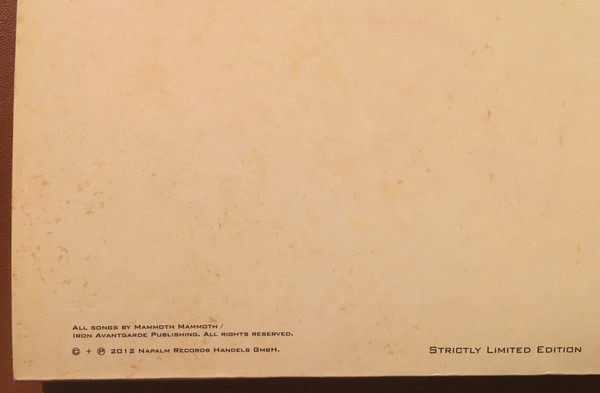 All songs by Mammoth Mammoth /
Iron Avantgarde Publishing. All rights reserved.
© + ℗ 2012 Napalm Records Handels GmbH.
Strictly Limited Edition